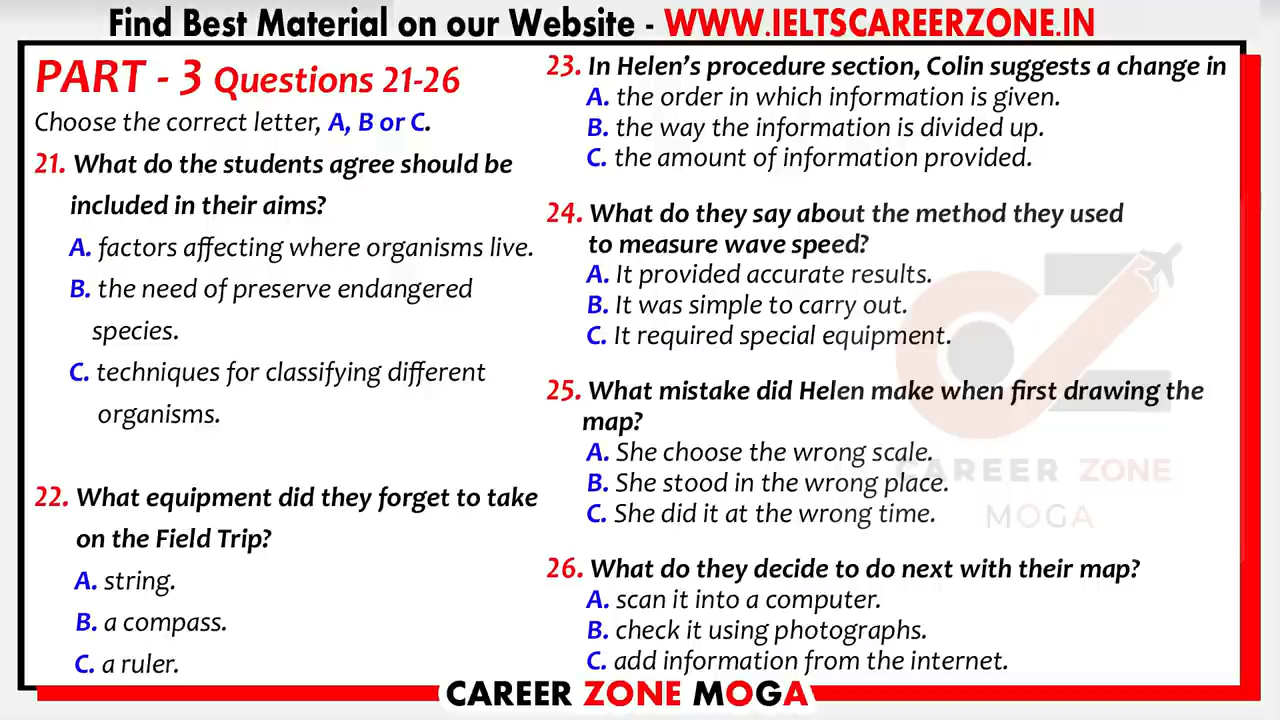 Find Best Material on our Website - WWW.IELTSCAREERZONE.IN
PART - 3 Questions 21-26
Choose the correct letter, A, B or C.
21. What do the students agree should be
included in their aims?
A. factors affecting where organisms live.
B. the need of preserve endangered
species.
C. techniques for classifying different
organisms.
22. What equipment did they forget to take
on the Field Trip?
A. string.
B. a compass.
C. a ruler.
23. In Helen's procedure section, Colin suggests a change in
A. the order in which information is given.
B. the way the information is divided up.
C. the amount of information provided.
24. What do they say about the method they used
to measure wave speed?
A. It provided accurate results.
B. It was simple to carry out.
C. It required special equipment.
25. What mistake did Helen make when first drawing the
map?
A. She choose the wrong scale.
B. She stood in the wrong place.
C. She did it at the wrong time.
26. What do they decide to do next with their map?
A. scan it into a computer.
B. check it using photographs.
C. add information from the internet.
CAREER ZONE
MOGA
CAREER ZONE MOGA